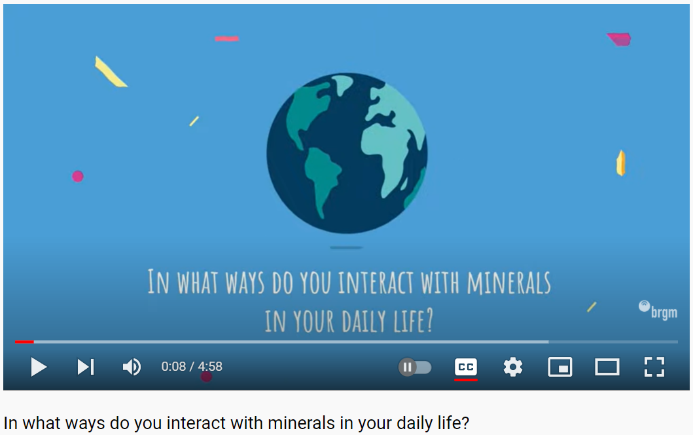 IN WHAT WAYS DO YOU INTERACT WITH MINERALS
IN YOUR DAILY LIFE?
brgm
0:08 / 4:58
CC
In what ways do you interact with minerals in your daily life?